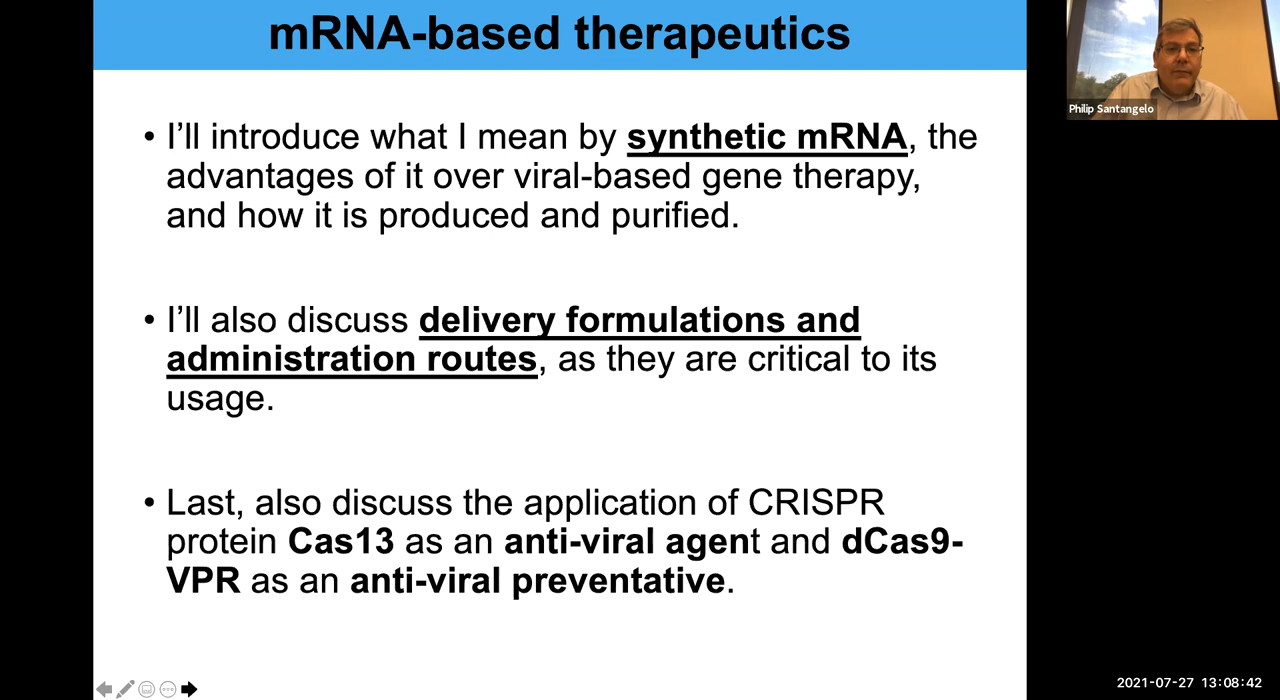 mRNA-based therapeutics
• I’ll introduce what I mean by synthetic mRNA, the
advantages of it over viral-based gene therapy,
and how it is produced and purified.
• I’ll also discuss delivery formulations and
administration routes, as they are critical to its
usage.
• Last, also discuss the application of CRISPR
protein Cas13 as an anti-viral agent and dCas9-
VPR as an anti-viral preventative.
Philip Santangelo
2021-07-27 13:08:42